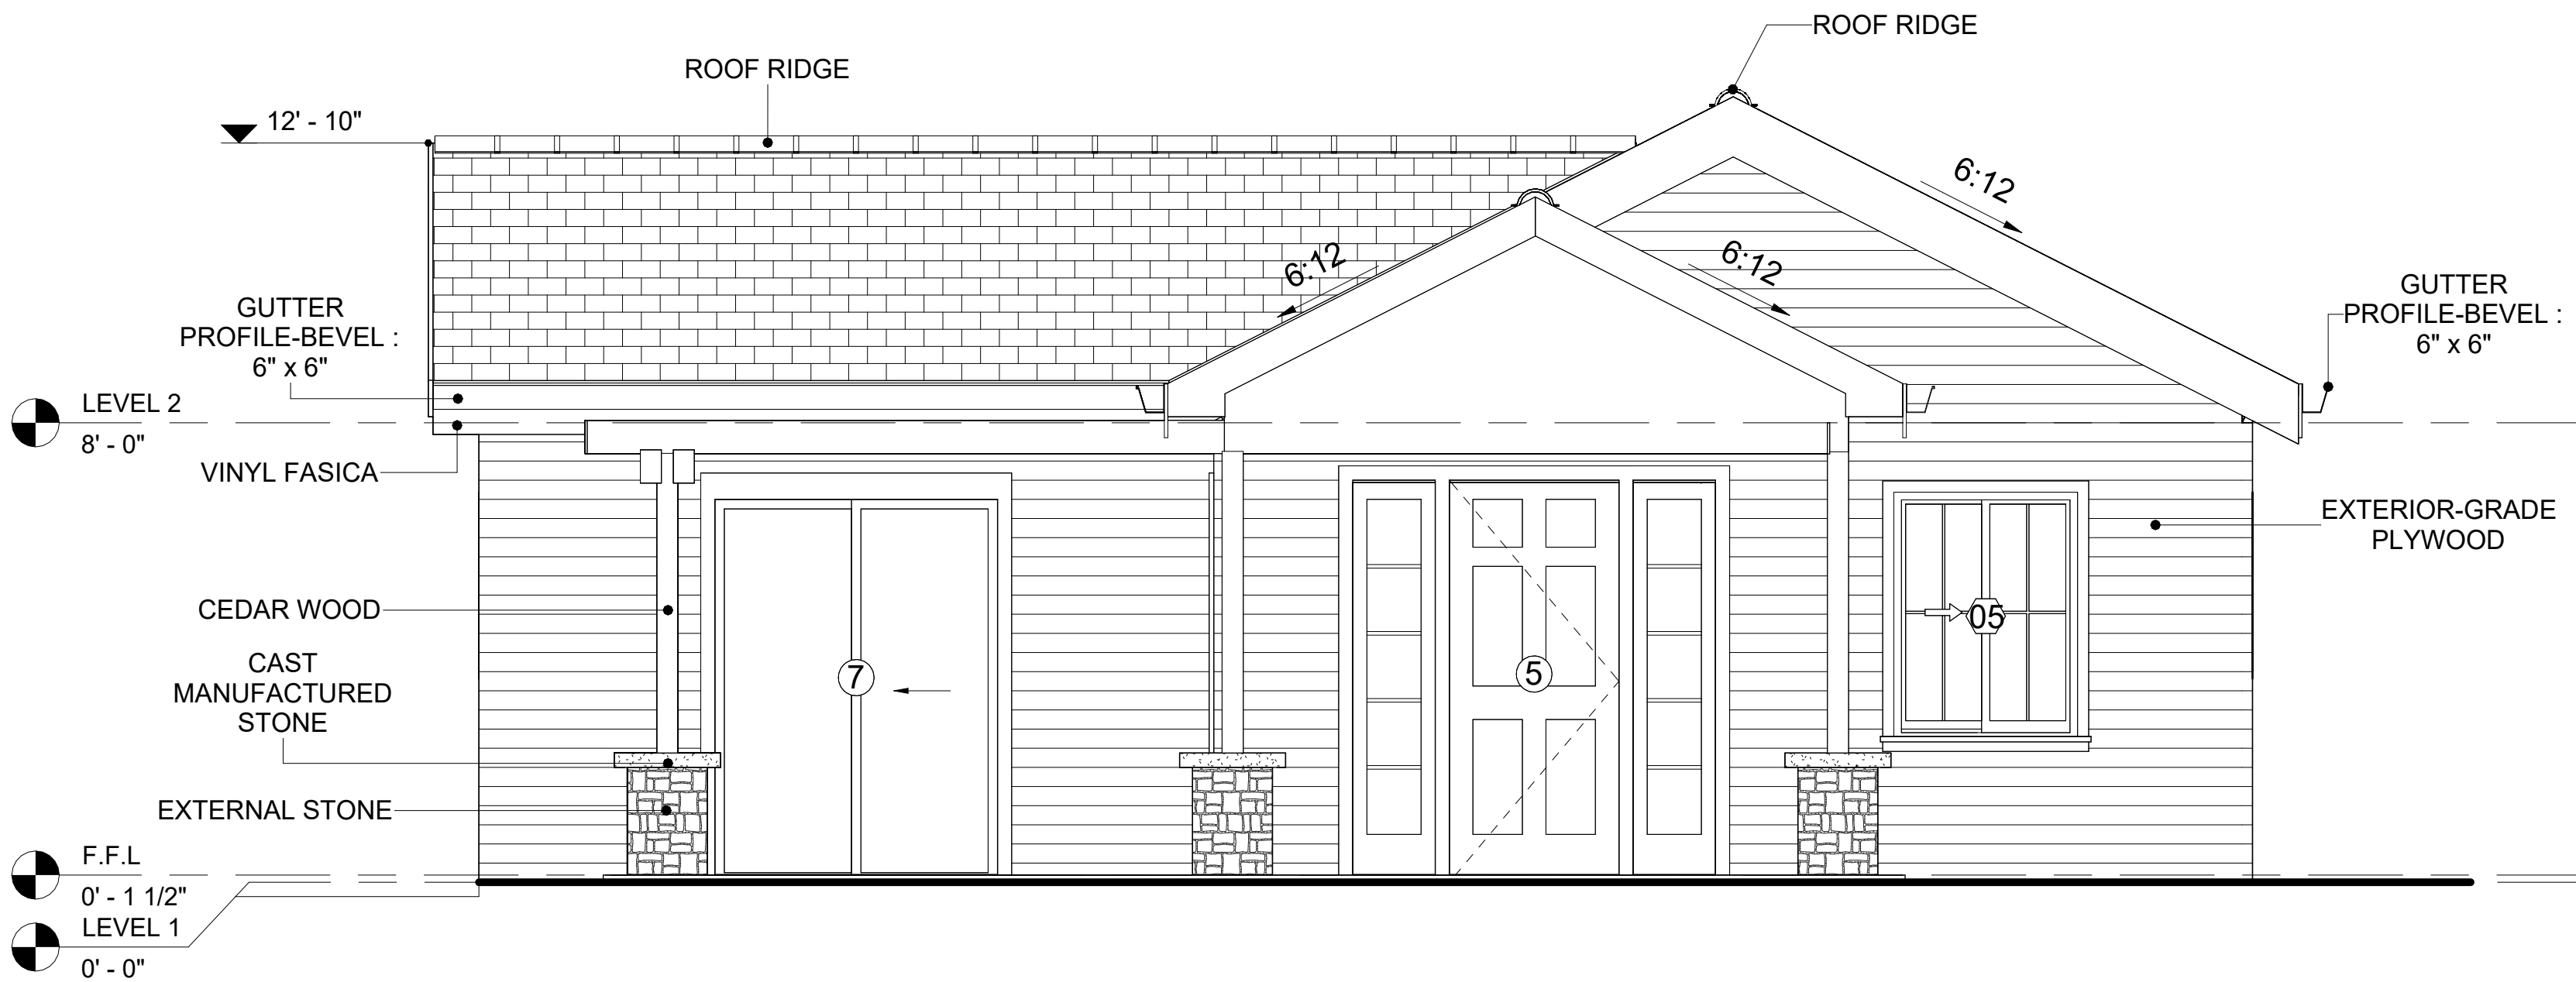 ROOF RIDGE
ROOF RIDGE
12' - 10"
6:12
6:12
6:12
GUTTER
PROFILE-BEVEL :
6" x 6"
GUTTER
PROFILE-BEVEL :
6" x 6"
LEVEL 2
8' - 0"
VINYL FASICA
EXTERIOR-GRADE
PLYWOOD
CEDAR WOOD
05
CAST
MANUFACTURED
STONE
7
5
EXTERNAL STONE
F.F.L
0' - 1 1/2"
LEVEL 1
0' - 0"